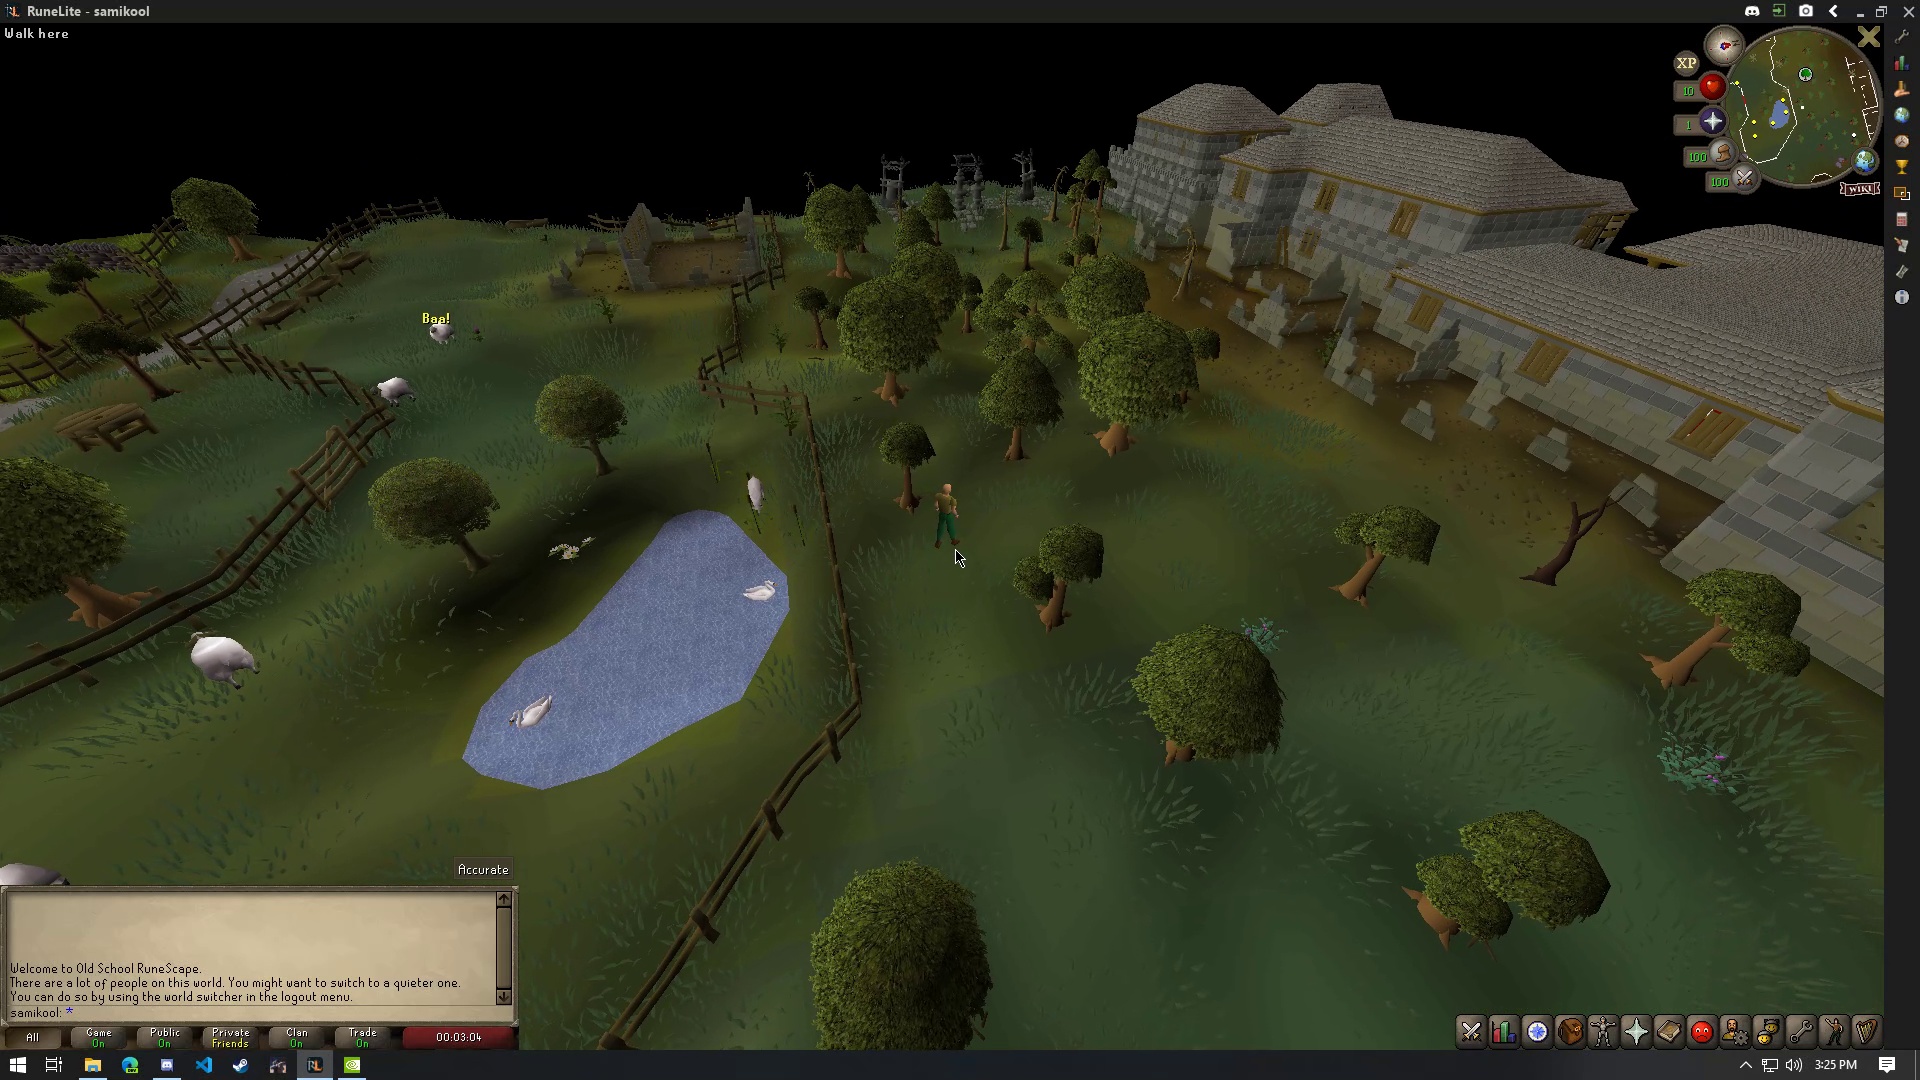 RuneLite - samikool
Walk here
XP
10
1
100
100
WIKI
Baa!
Accurate
Welcome to Old School RuneScape.
There are a lot of people on this world. You might want to switch to a quieter one.
You can do so by using the world switcher in the logout menu.
samikool: *
All
Game
On
Public
On
Private
Friends
Clan
On
Trade
On
00:03:04
3:25 PM